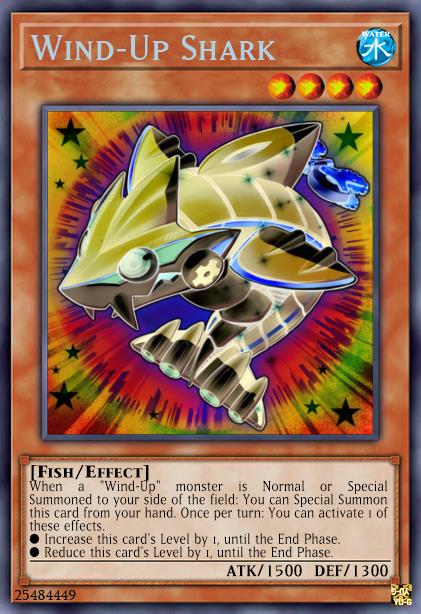 Wind-Up Shark
WATER
水
[Fish/Effect]
When a "Wind-Up" monster is Normal or Special
Summoned to your side of the field: You can Special Summon
this card from your hand. Once per turn: You can activate 1 of
these effects.
● Increase this card's Level by 1, until the End Phase.
● Reduce this card's Level by 1, until the End Phase.
ATK/1500 DEF/1300
25484449